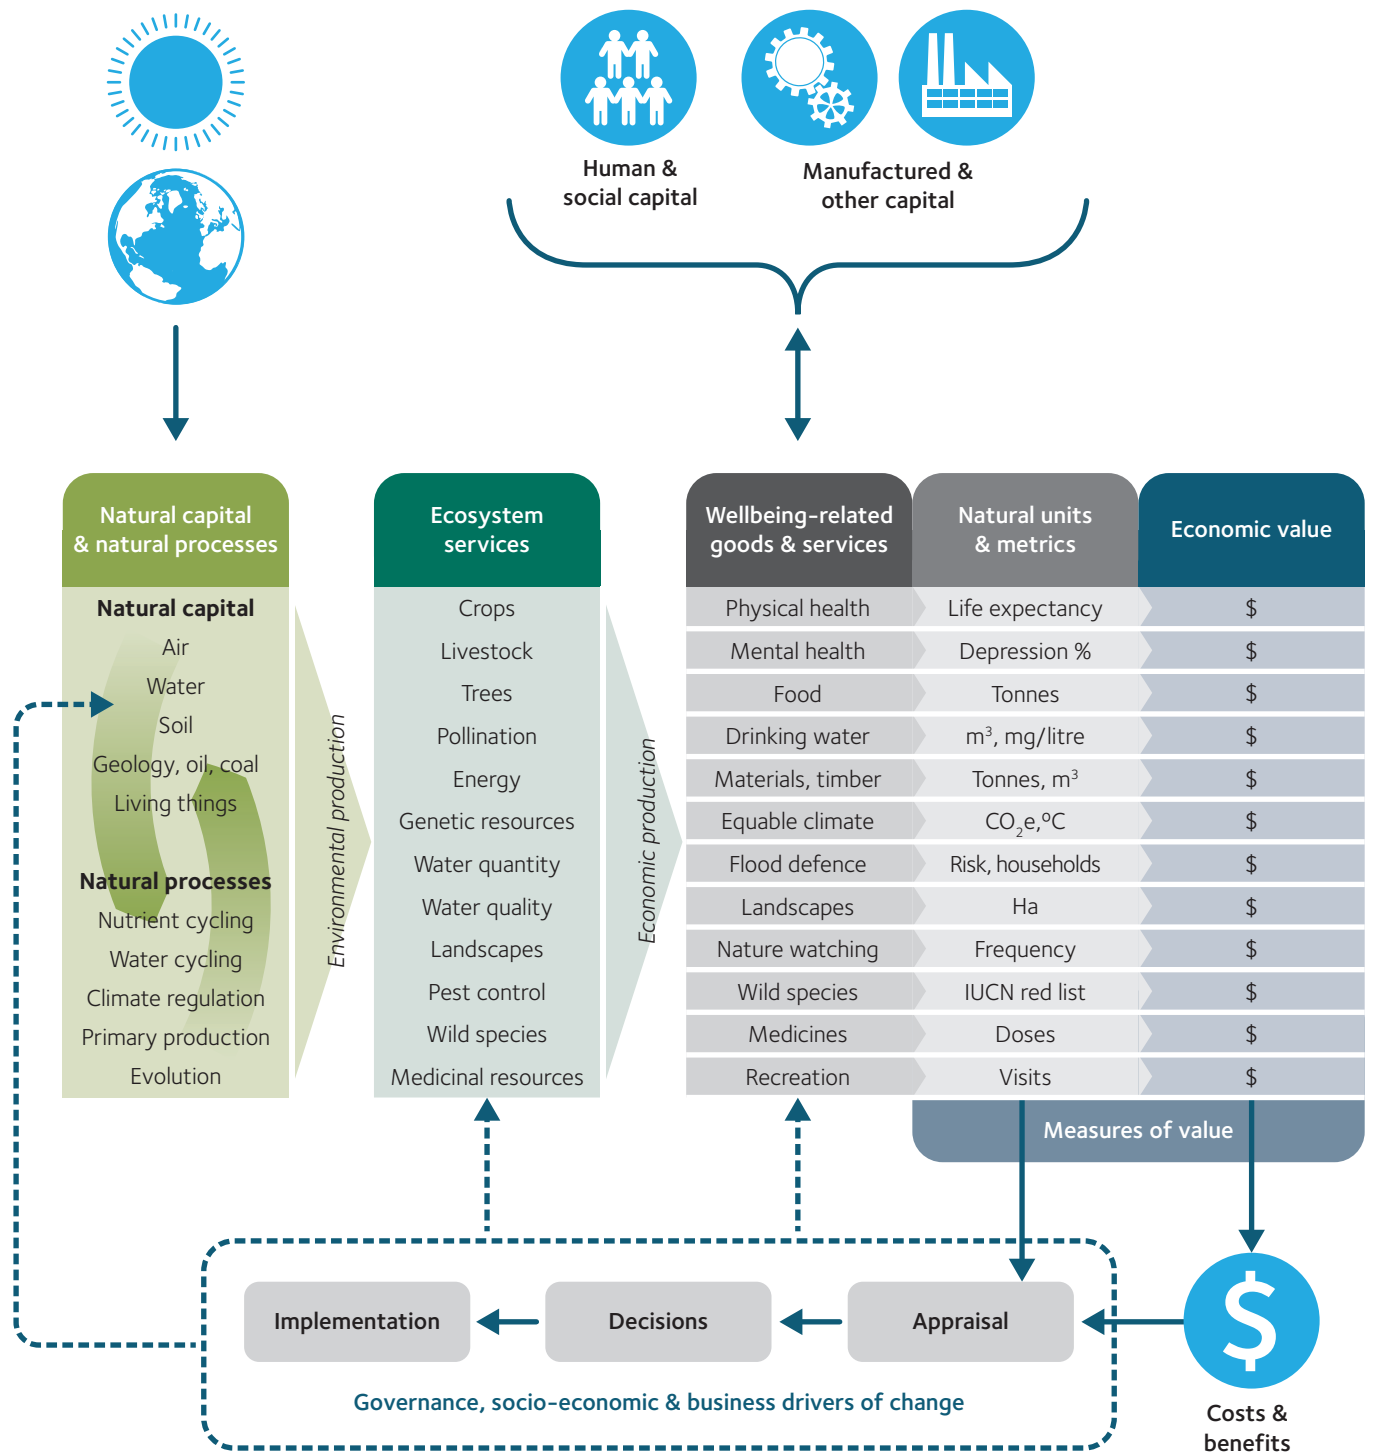 Human &
social capital
Manufactured &
other capital
Natural capital
& natural processes
Natural capital
Air
Water
Soil
Geology, oil, coal
Living things
Natural processes
Nutrient cycling
Water cycling
Climate regulation
Primary production
Evolution
Environmental production
Ecosystem
services
Crops
Livestock
Trees
Pollination
Energy
Genetic resources
Water quantity
Water quality
Landscapes
Pest control
Wild species
Medicinal resources
Economic production
Wellbeing-related
goods & services
Natural units
& metrics
Economic value
Physical health Life expectancy $
Mental health Depression % $
Food Tonnes $
Drinking water m³, mg/litre $
Materials, timber Tonnes, m³ $
Equable climate CO₂e,ºC $
Flood defence Risk, households $
Landscapes Ha $
Nature watching Frequency $
Wild species IUCN red list $
Medicines Doses $
Recreation Visits $
Measures of value
Implementation
Decisions
Appraisal
$
Governance, socio-economic & business drivers of change
Costs &
benefits